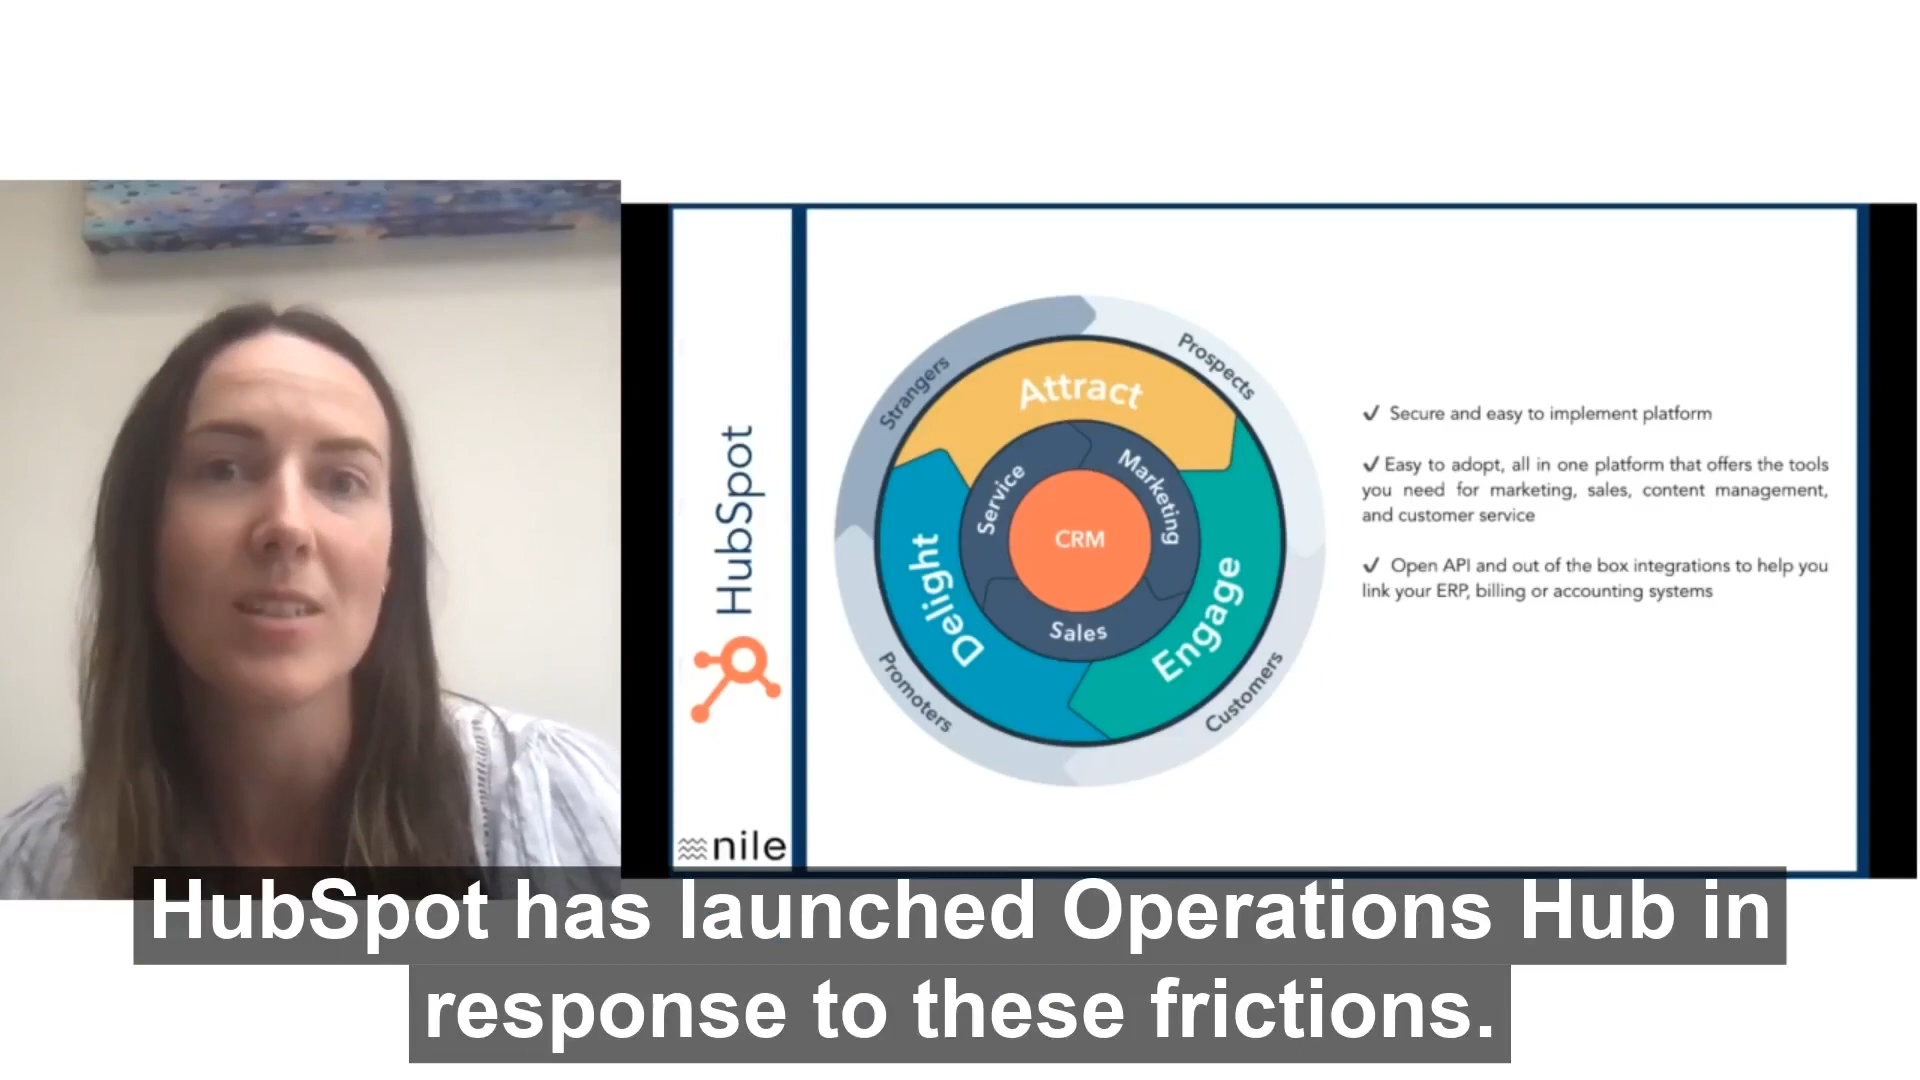 HubSpot
nile
Strangers
Prospects
Attract
Service
Marketing
CRM
Delight
Engage
Sales
Promoters
Customers
✓ Secure and easy to implement platform
✓ Easy to adopt, all in one platform that offers the tools
you need for marketing, sales, content management,
and customer service
✓ Open API and out of the box integrations to help you
link your ERP, billing or accounting systems
HubSpot has launched Operations Hub in
response to these frictions.